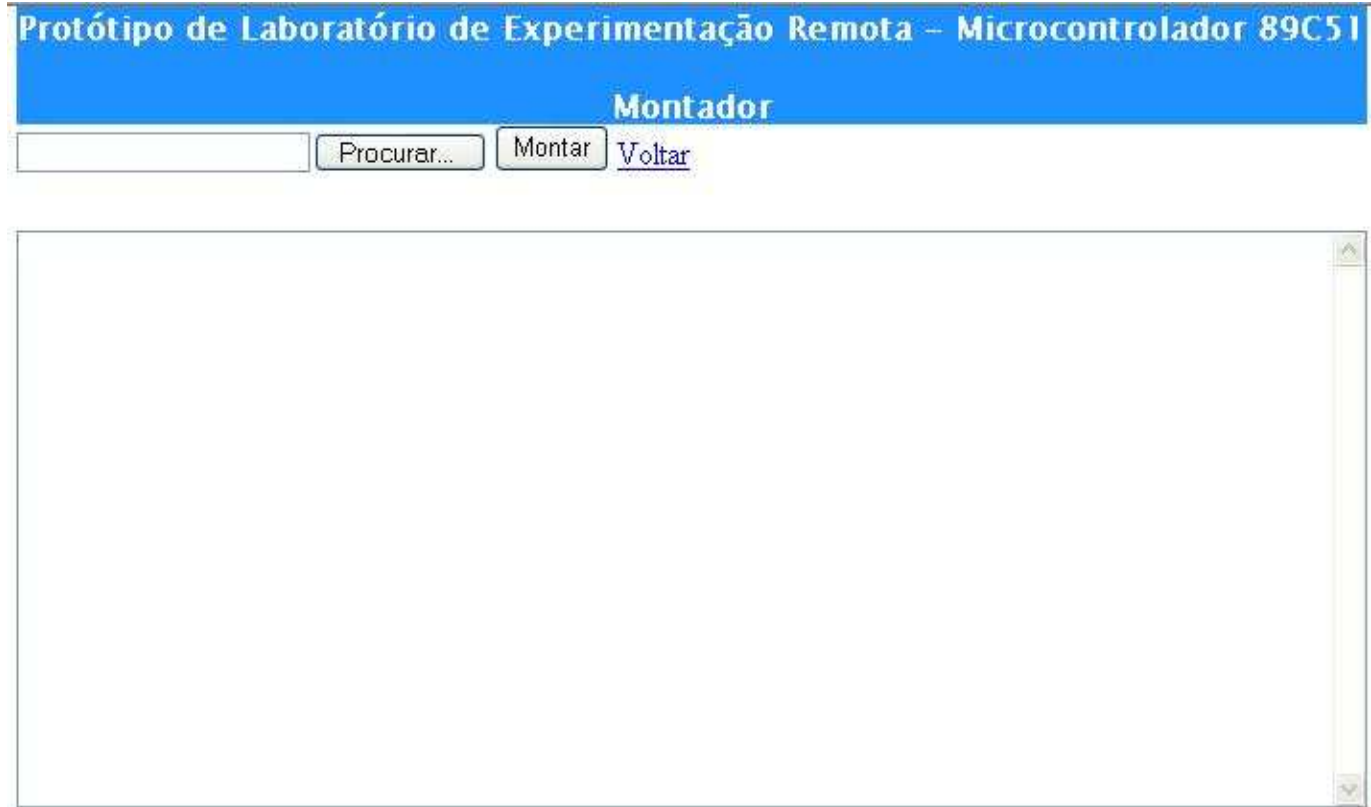 Protótipo de Laboratório de Experimentação Remota – Microcontrolador 89C51
Montador
Procurar... Montar Voltar